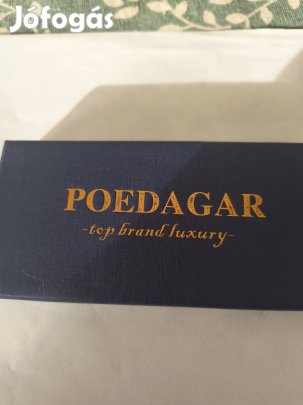 Jófogás
POEDAGAR
-top brand luxury-